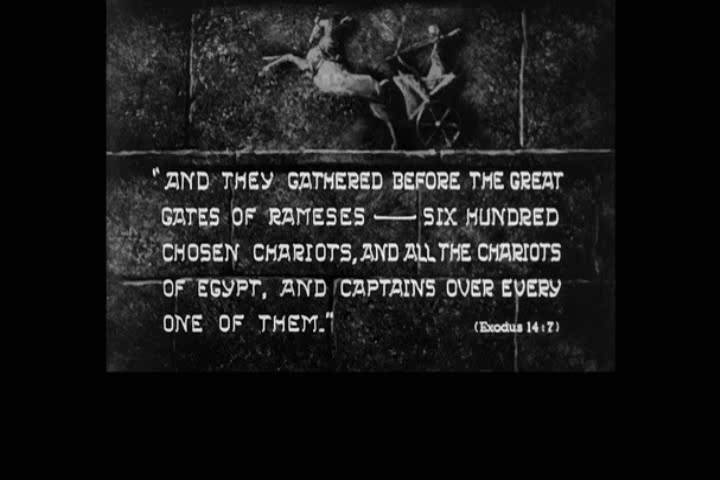 "AND THEY GATHERED BEFORE THE GREAT
GATES OF RAMESES — SIX HUNDRED
CHOSEN CHARIOTS, AND ALL THE CHARIOTS
OF EGYPT, AND CAPTAINS OVER EVERY
ONE OF THEM."
(Exodus 14:7)